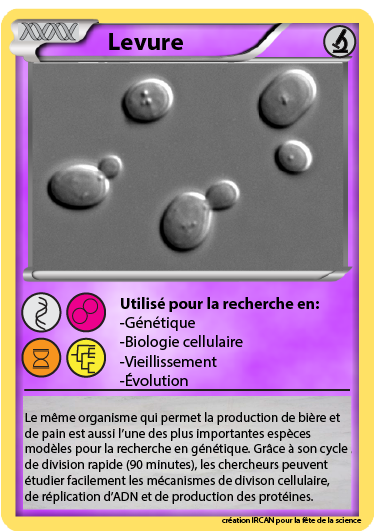 Levure
Utilisé pour la recherche en:
-Génétique
-Biologie cellulaire
-Vieillissement
-Évolution
Le même organisme qui permet la production de bière et
de pain est aussi l'une des plus importantes espèces
modèles pour la recherche en génétique. Grâce à son cycle
de division rapide (90 minutes), les chercheurs peuvent
étudier facilement les mécanismes de divison cellulaire,
de réplication d'ADN et de production des protéines.
création IRCAN pour la fête de la science